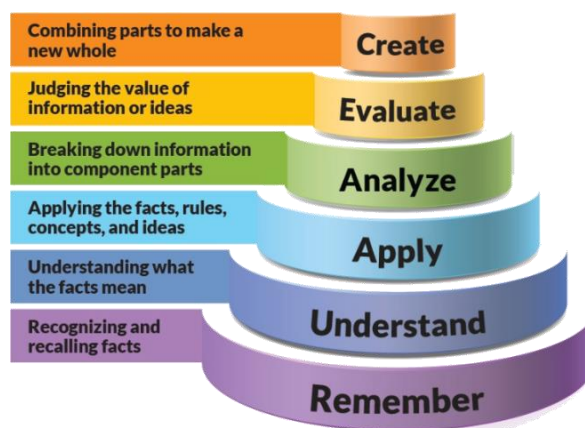 Combining parts to make a
new whole
Create
Judging the value of
information or ideas
Evaluate
Breaking down information
into component parts
Analyze
Applying the facts, rules,
concepts, and ideas
Apply
Understanding what
the facts mean
Understand
Recognizing and
recalling facts
Remember